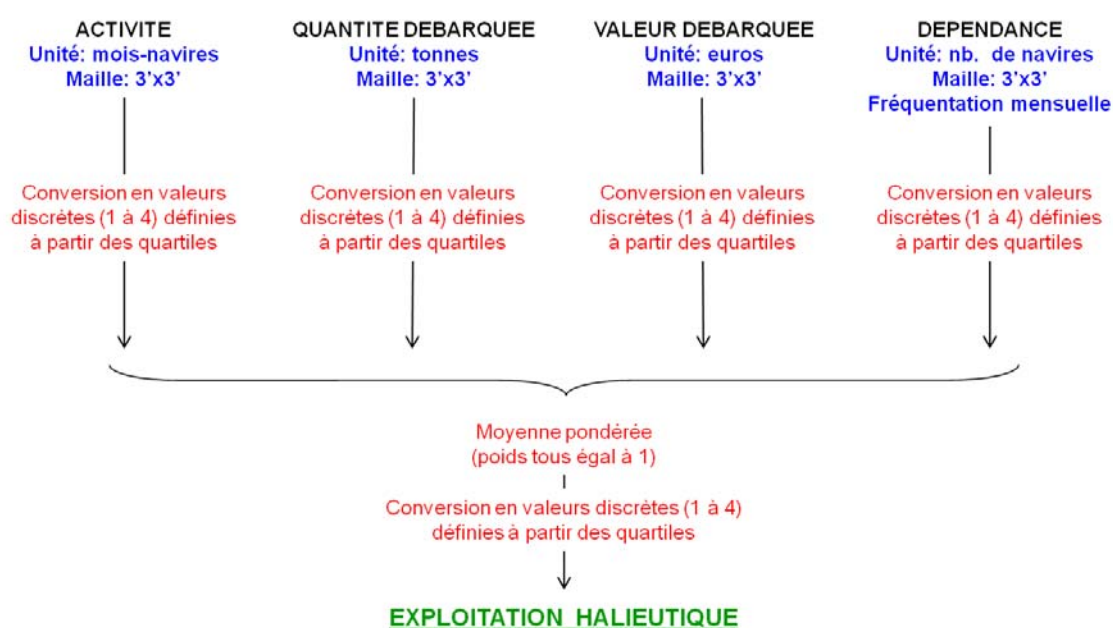 ACTIVITE
Unité: mois-navires
Maille: 3'x3'
QUANTITE DEBARQUEE
Unité: tonnes
Maille: 3'x3'
VALEUR DEBARQUEE
Unité: euros
Maille: 3'x3'
DEPENDANCE
Unité: nb. de navires
Maille: 3'x3'
Fréquentation mensuelle
Conversion en valeurs
discrètes (1 à 4) définies
à partir des quartiles
Conversion en valeurs
discrètes (1 à 4) définies
à partir des quartiles
Conversion en valeurs
discrètes (1 à 4) définies
à partir des quartiles
Conversion en valeurs
discrètes (1 à 4) définies
à partir des quartiles
Moyenne pondérée
(poids tous égal à 1)
Conversion en valeurs discrètes (1 à 4)
définies à partir des quartiles
EXPLOITATION HALIEUTIQUE